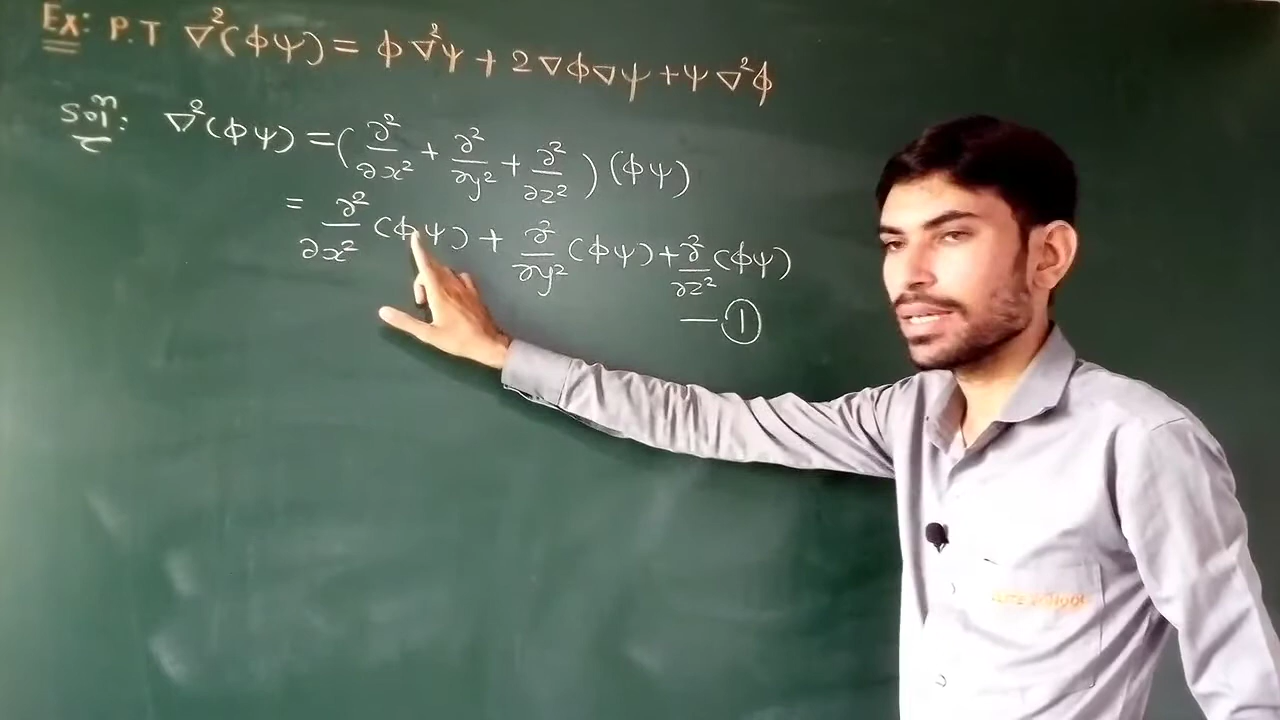 Ex: P.T ∇²(ϕψ) = ϕ∇²ψ + 2∇ϕ∇ψ + ψ∇²ϕ
Solⁿ: ∇²(ϕψ) = (∂²/∂x² + ∂²/∂y² + ∂²/∂z²)(ϕψ)
= ∂²/∂x² (ϕψ) + ∂²/∂y² (ϕψ) + ∂²/∂z² (ϕψ)
— ①